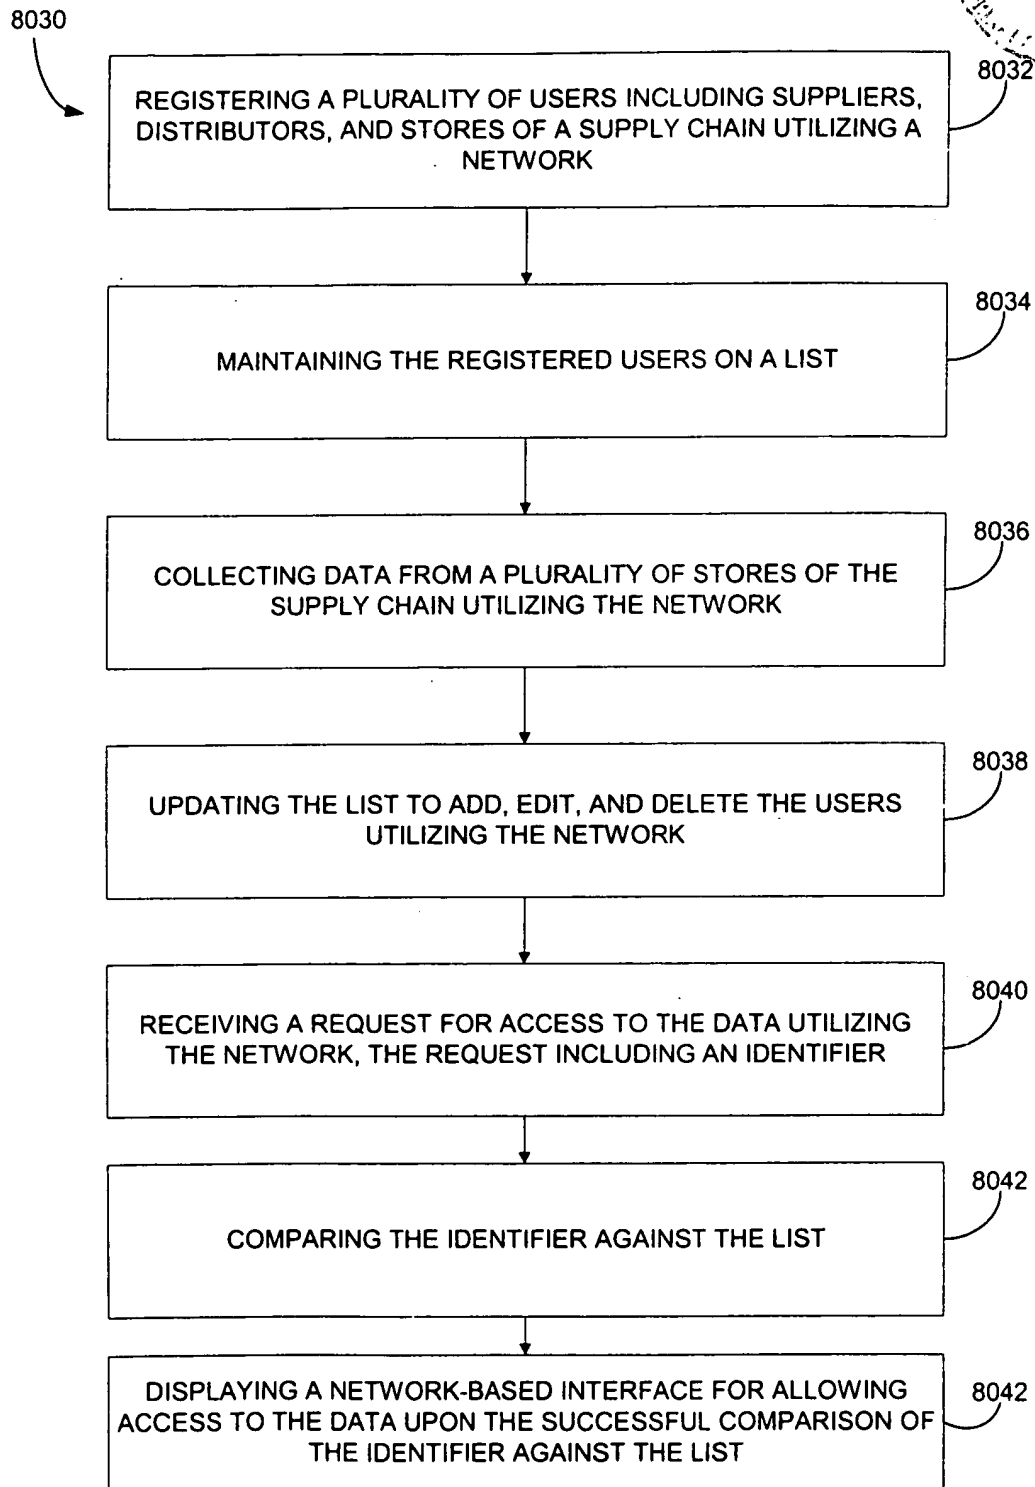 8030
8032
REGISTERING A PLURALITY OF USERS INCLUDING SUPPLIERS,
DISTRIBUTORS, AND STORES OF A SUPPLY CHAIN UTILIZING A
NETWORK
8034
MAINTAINING THE REGISTERED USERS ON A LIST
8036
COLLECTING DATA FROM A PLURALITY OF STORES OF THE
SUPPLY CHAIN UTILIZING THE NETWORK
8038
UPDATING THE LIST TO ADD, EDIT, AND DELETE THE USERS
UTILIZING THE NETWORK
8040
RECEIVING A REQUEST FOR ACCESS TO THE DATA UTILIZING
THE NETWORK, THE REQUEST INCLUDING AN IDENTIFIER
8042
COMPARING THE IDENTIFIER AGAINST THE LIST
8042
DISPLAYING A NETWORK-BASED INTERFACE FOR ALLOWING
ACCESS TO THE DATA UPON THE SUCCESSFUL COMPARISON OF
THE IDENTIFIER AGAINST THE LIST